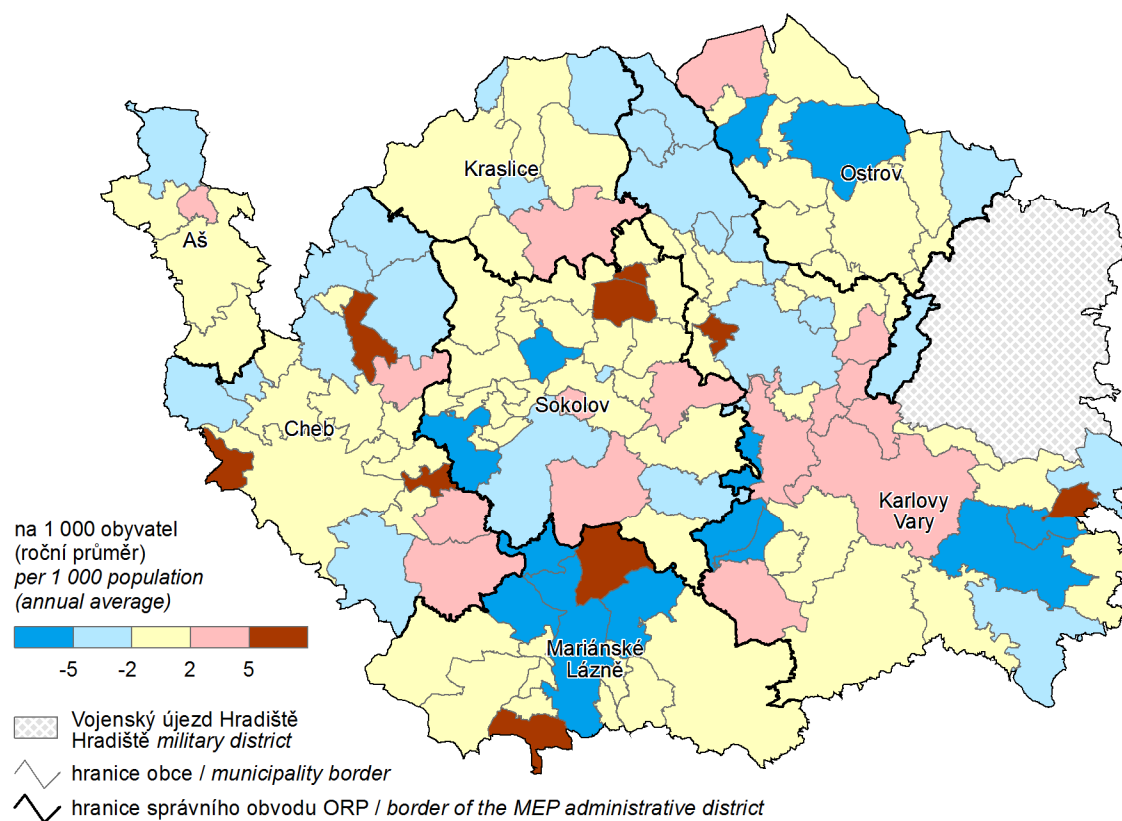 Kraslice
Ostrov
Aš
Cheb
Sokolov
Karlovy
Vary
Mariánské
Lázně
na 1 000 obyvatel
(roční průměr)
per 1 000 population
(annual average)
-5 -2 2 5
Vojenský újezd Hradiště
Hradiště military district
hranice obce / municipality border
hranice správního obvodu ORP / border of the MEP administrative district